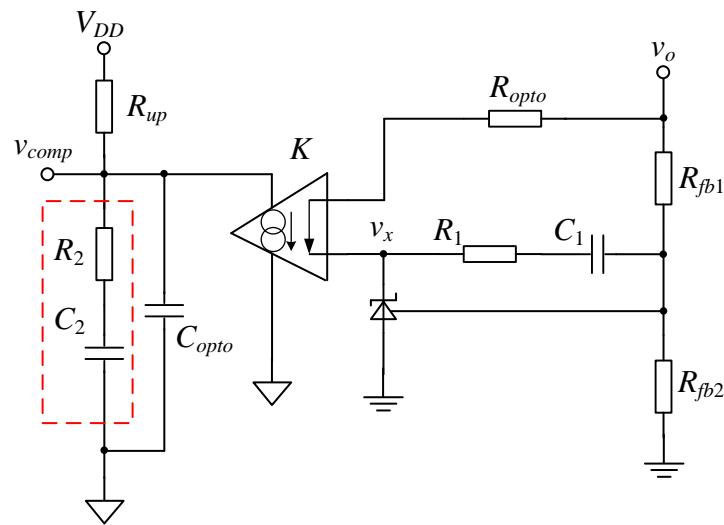 V_DD
v_o
R_up
R_opto
v_comp
K
R_fb1
v_x
R_1
C_1
R_2
C_2
C_opto
R_fb2